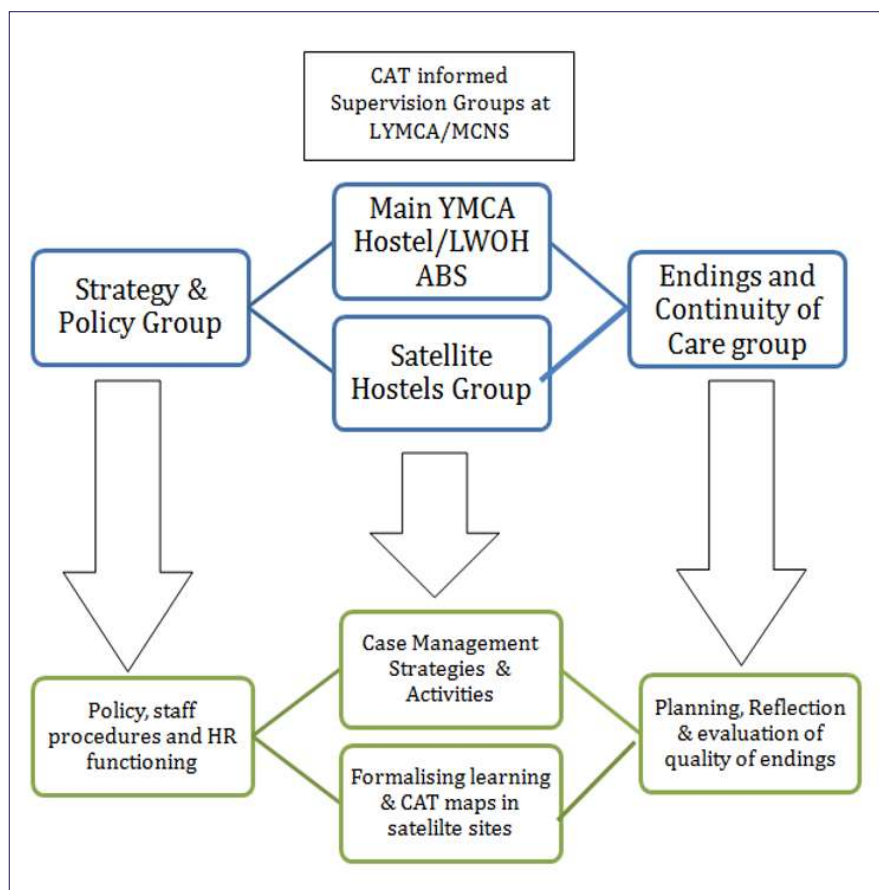 CAT informed
Supervision Groups at
LYMCA/MCNS
Main YMCA
Hostel/LWOH
ABS
Strategy &
Policy Group
Satellite
Hostels Group
Endings and
Continuity of
Care group
Case Management
Strategies &
Activities
Policy, staff
procedures and HR
functioning
Formalising learning
& CAT maps in
satelilte sites
Planning, Reflection
& evaluation of
quality of endings